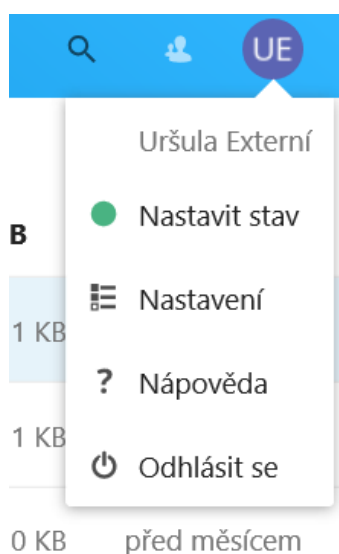 UE
Uršula Externí
Nastavit stav
B
Nastavení
1 KB
? Nápověda
1 KB
Odhlásit se
0 KB před měsícem